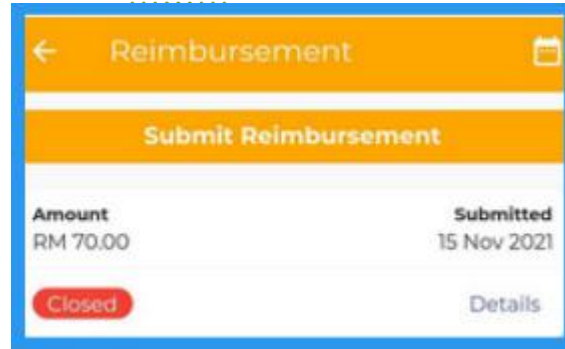 Reimbursement
Submit Reimbursement
Amount Submitted
RM 70.00 15 Nov 2021
Closed Details